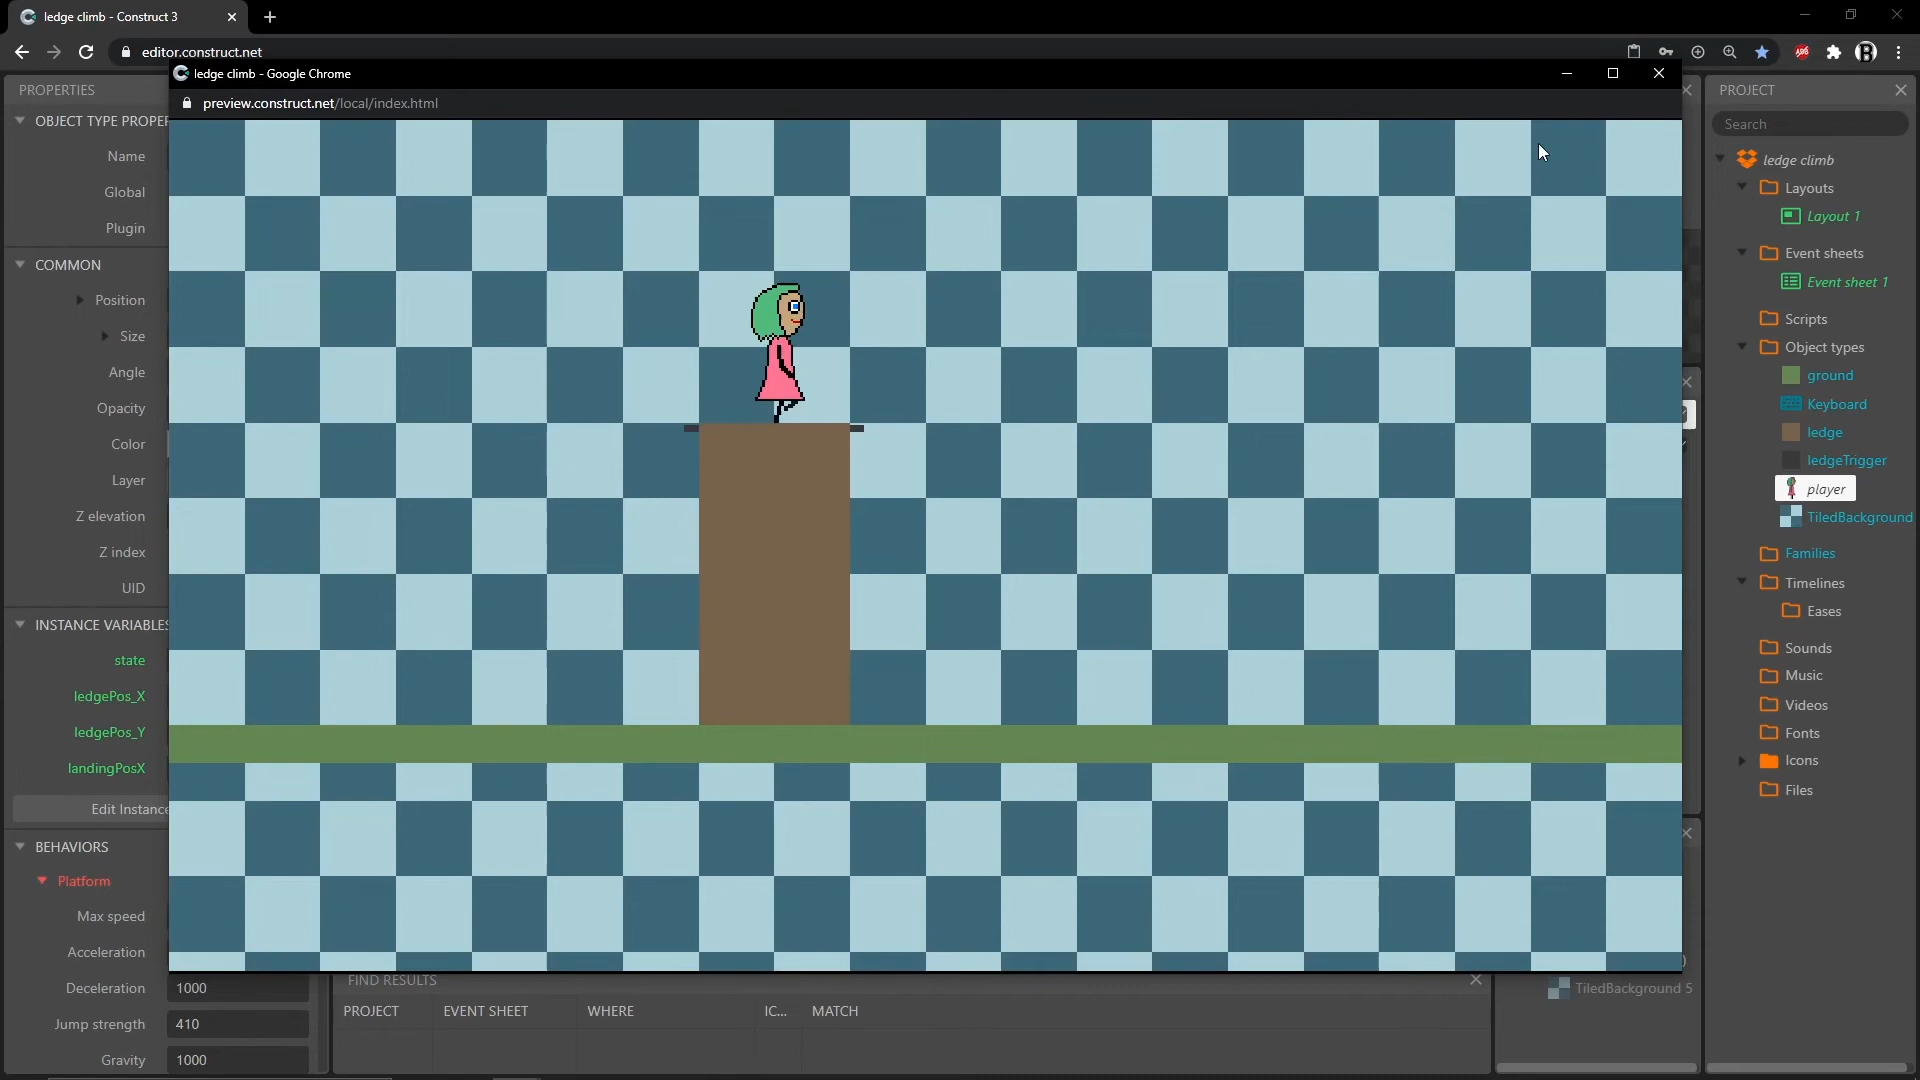 ledge climb - Construct 3
editor.construct.net
ledge climb - Google Chrome
preview.construct.net/local/index.html
PROPERTIES
OBJECT TYPE PROPER
Name
Global
Plugin
COMMON
Position
Size
Angle
Opacity
Color
Layer
Z elevation
Z index
UID
INSTANCE VARIABLES
state
ledgePos_X
ledgePos_Y
landingPosX
Edit Instance
BEHAVIORS
Platform
Max speed
Acceleration
Deceleration 1000
Jump strength 410
Gravity 1000
FIND RESULTS
PROJECT EVENT SHEET WHERE IC... MATCH
TiledBackground 5
PROJECT
Search
ledge climb
Layouts
Layout 1
Event sheets
Event sheet 1
Scripts
Object types
ground
Keyboard
ledge
ledgeTrigger
player
TiledBackground
Families
Timelines
Eases
Sounds
Music
Videos
Fonts
Icons
Files